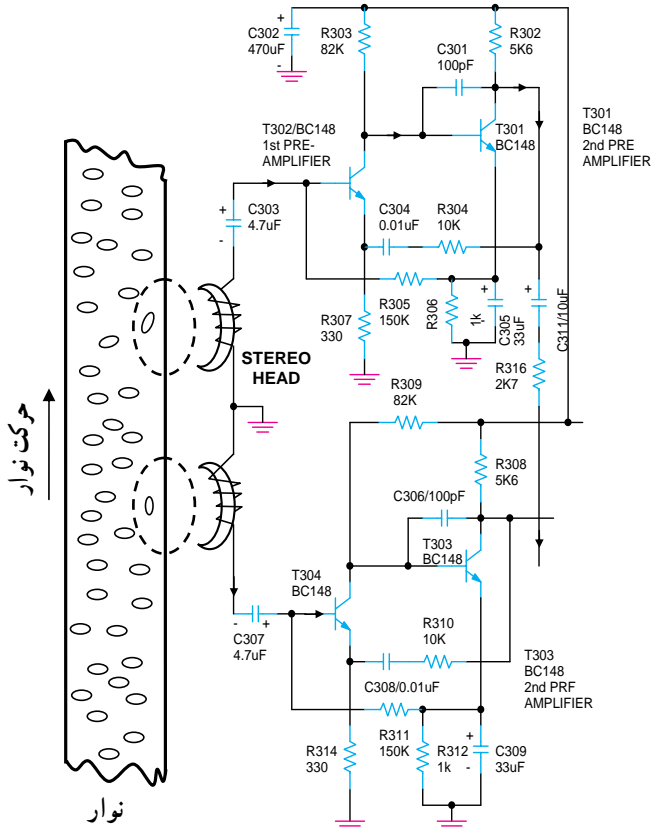 C302
470uF
+
-
R303
82K
C301
100pF
R302
5K6
T302/BC148
1st PRE-
AMPLIFIER
T301
BC148
T301
BC148
2nd PRE
AMPLIFIER
+
-
C303
4.7uF
C304
0.01uF
R304
10K
R305
150K
R306
1k
+
-
C305
33uF
+
C311/10uF
R307
330
R316
2K7
STEREO
HEAD
حرکت نوار
R309
82K
R308
5K6
C306/100pF
T303
BC148
T304
BC148
-
+
C307
4.7uF
R310
10K
T303
BC148
2nd PRF
AMPLIFIER
C308/0.01uF
R311
150K
R312
1k
+
-
C309
33uF
R314
330
نوار